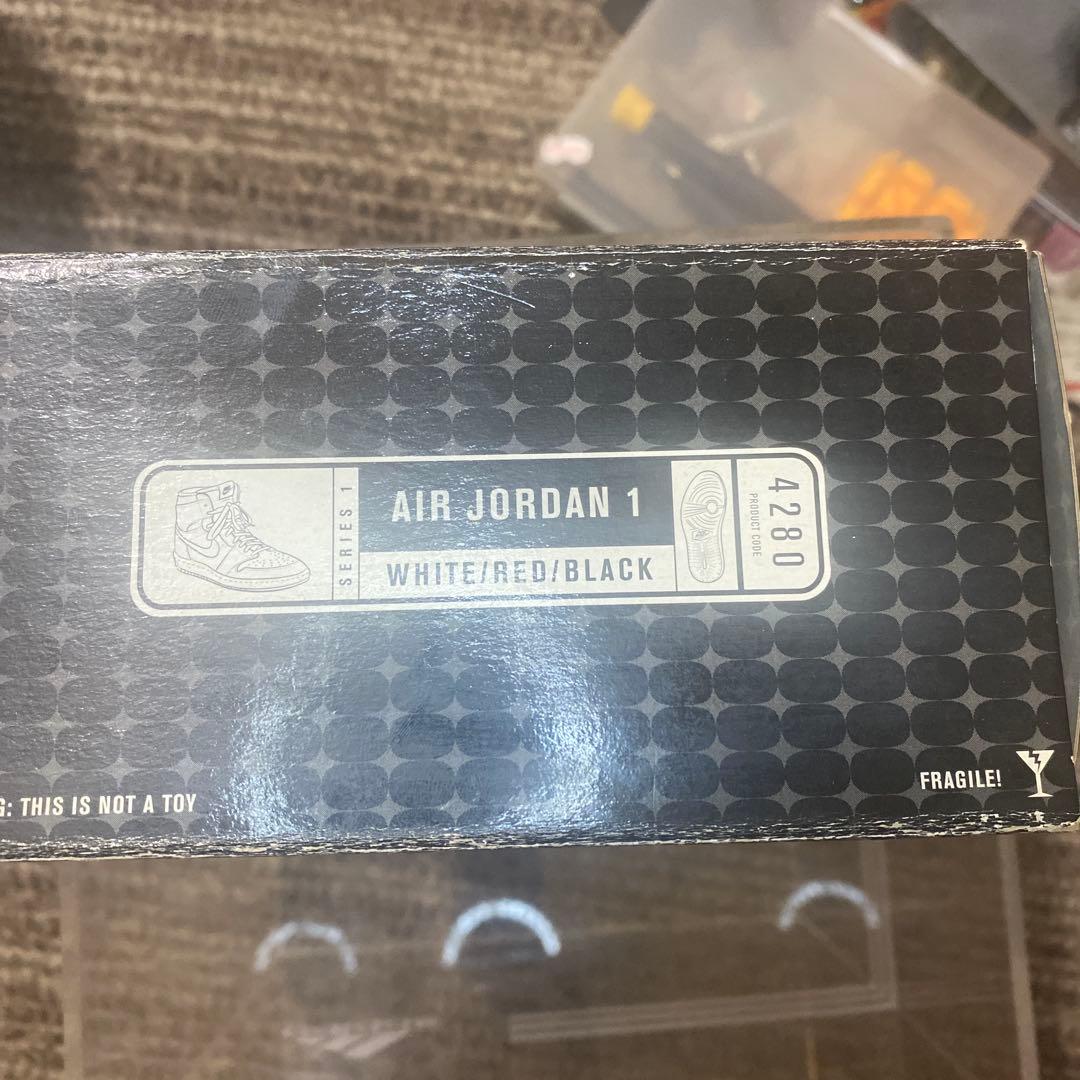 SERIES 1
AIR JORDAN 1
WHITE/RED/BLACK
PRODUCT CODE
4280
G: THIS IS NOT A TOY
FRAGILE!